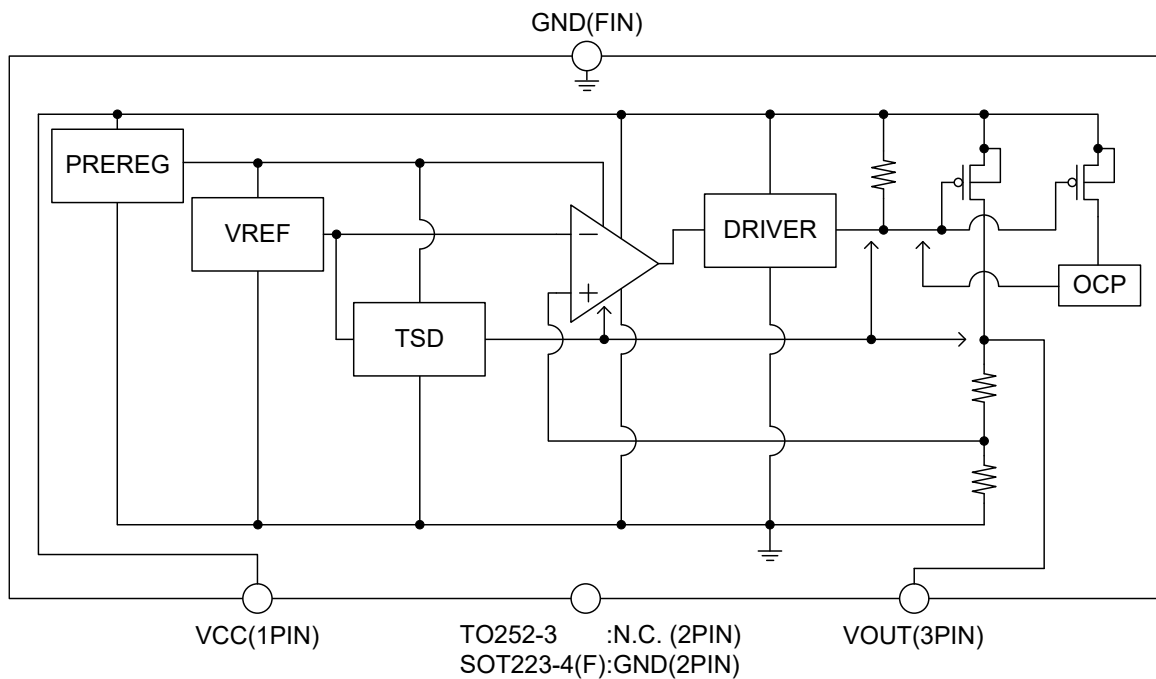 GND(FIN)
PREREG
VREF
TSD
−
+
DRIVER
OCP
VCC(1PIN)
TO252-3 :N.C. (2PIN)
SOT223-4(F):GND(2PIN)
VOUT(3PIN)